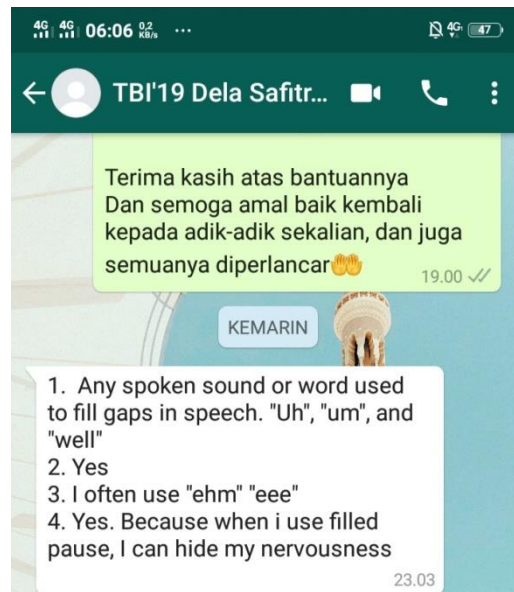 4G 4G 06:06 0,2 KB/s ... 4G 47
TBI'19 Dela Safitr...
Terima kasih atas bantuannya
Dan semoga amal baik kembali
kepada adik-adik sekalian, dan juga
semuanya diperlancar🤲
19.00
KEMARIN
1. Any spoken sound or word used
to fill gaps in speech. "Uh", "um", and
"well"
2. Yes
3. I often use "ehm" "eee"
4. Yes. Because when i use filled
pause, I can hide my nervousness
23.03